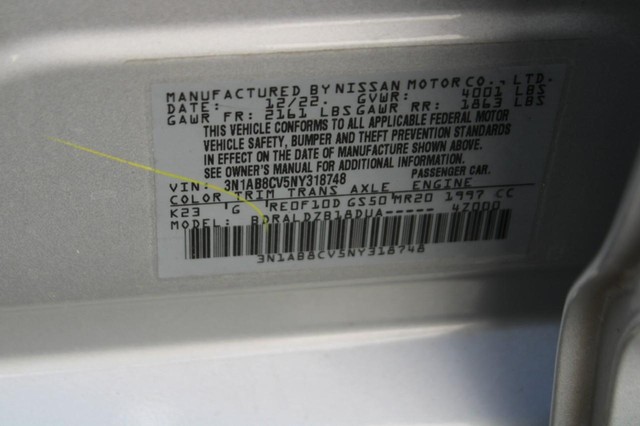 MANUFACTURED BY NISSAN MOTOR CO., LTD.
DATE: 12/22. GVWR: 4001 LBS
GAWR FR: 2161 LBS GAWR RR: 1863 LBS
THIS VEHICLE CONFORMS TO ALL APPLICABLE FEDERAL MOTOR
VEHICLE SAFETY, BUMPER AND THEFT PREVENTION STANDARDS
IN EFFECT ON THE DATE OF MANUFACTURE SHOWN ABOVE.
SEE OWNER'S MANUAL FOR ADDITIONAL INFORMATION.
VIN: 3N1AB8CV5NY318748 PASSENGER CAR.
COLOR TRIM TRANS AXLE ENGINE
K23 G RE0F10D GS50 MR20 1997 CC
MODEL: BDRALDZB18DUA----- 47000
3N1AB8CV5NY318748